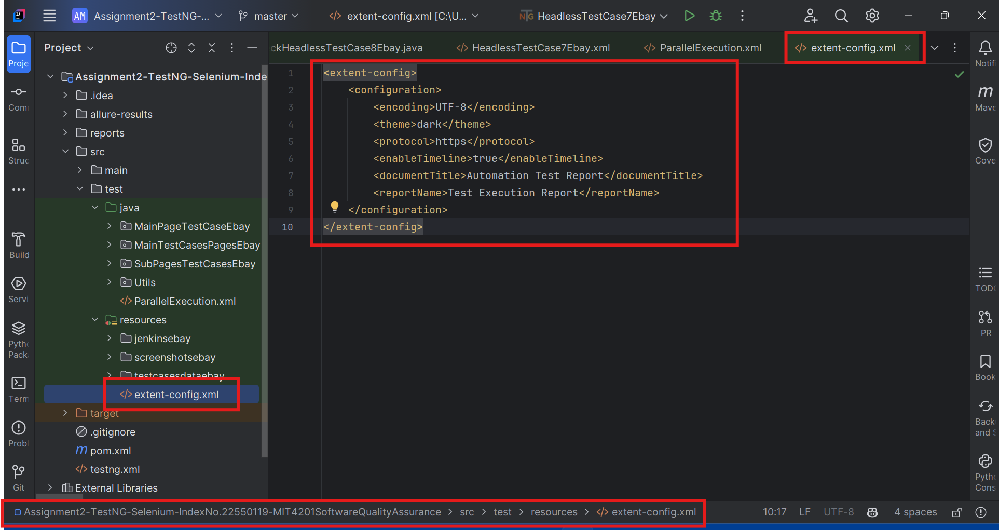 AM Assignment2-TestNG-... master extent-config.xml [C:\U... HeadlessTestCase7Ebay
Project
ckHeadlessTestCase8Ebay.java HeadlessTestCase7Ebay.xml ParallelExecution.xml extent-config.xml
Proje
Comm
Struc
Build
Servi
Pytho
Packa
Term
Probl
Git
Assignment2-TestNG-Selenium-Inde
.idea
allure-results
reports
src
main
test
java
MainPageTestCaseEbay
MainTestCasesPagesEbay
SubPagesTestCasesEbay
Utils
ParallelExecution.xml
resources
jenkinsebay
screenshotsebay
testcasesdataebay
extent-config.xml
target
.gitignore
pom.xml
testng.xml
External Libraries
1 <extent-config>
2 <configuration>
3 <encoding>UTF-8</encoding>
4 <theme>dark</theme>
5 <protocol>https</protocol>
6 <enableTimeline>true</enableTimeline>
7 <documentTitle>Automation Test Report</documentTitle>
8 <reportName>Test Execution Report</reportName>
9 </configuration>
10 </extent-config>
Notif
Mave
Cove
TODO
PR
Book
Back
and S
Pytho
Cons
Assignment2-TestNG-Selenium-IndexNo.22550119-MIT4201SoftwareQualityAssurance > src > test > resources > extent-config.xml
10:17 LF UTF-8 4 spaces